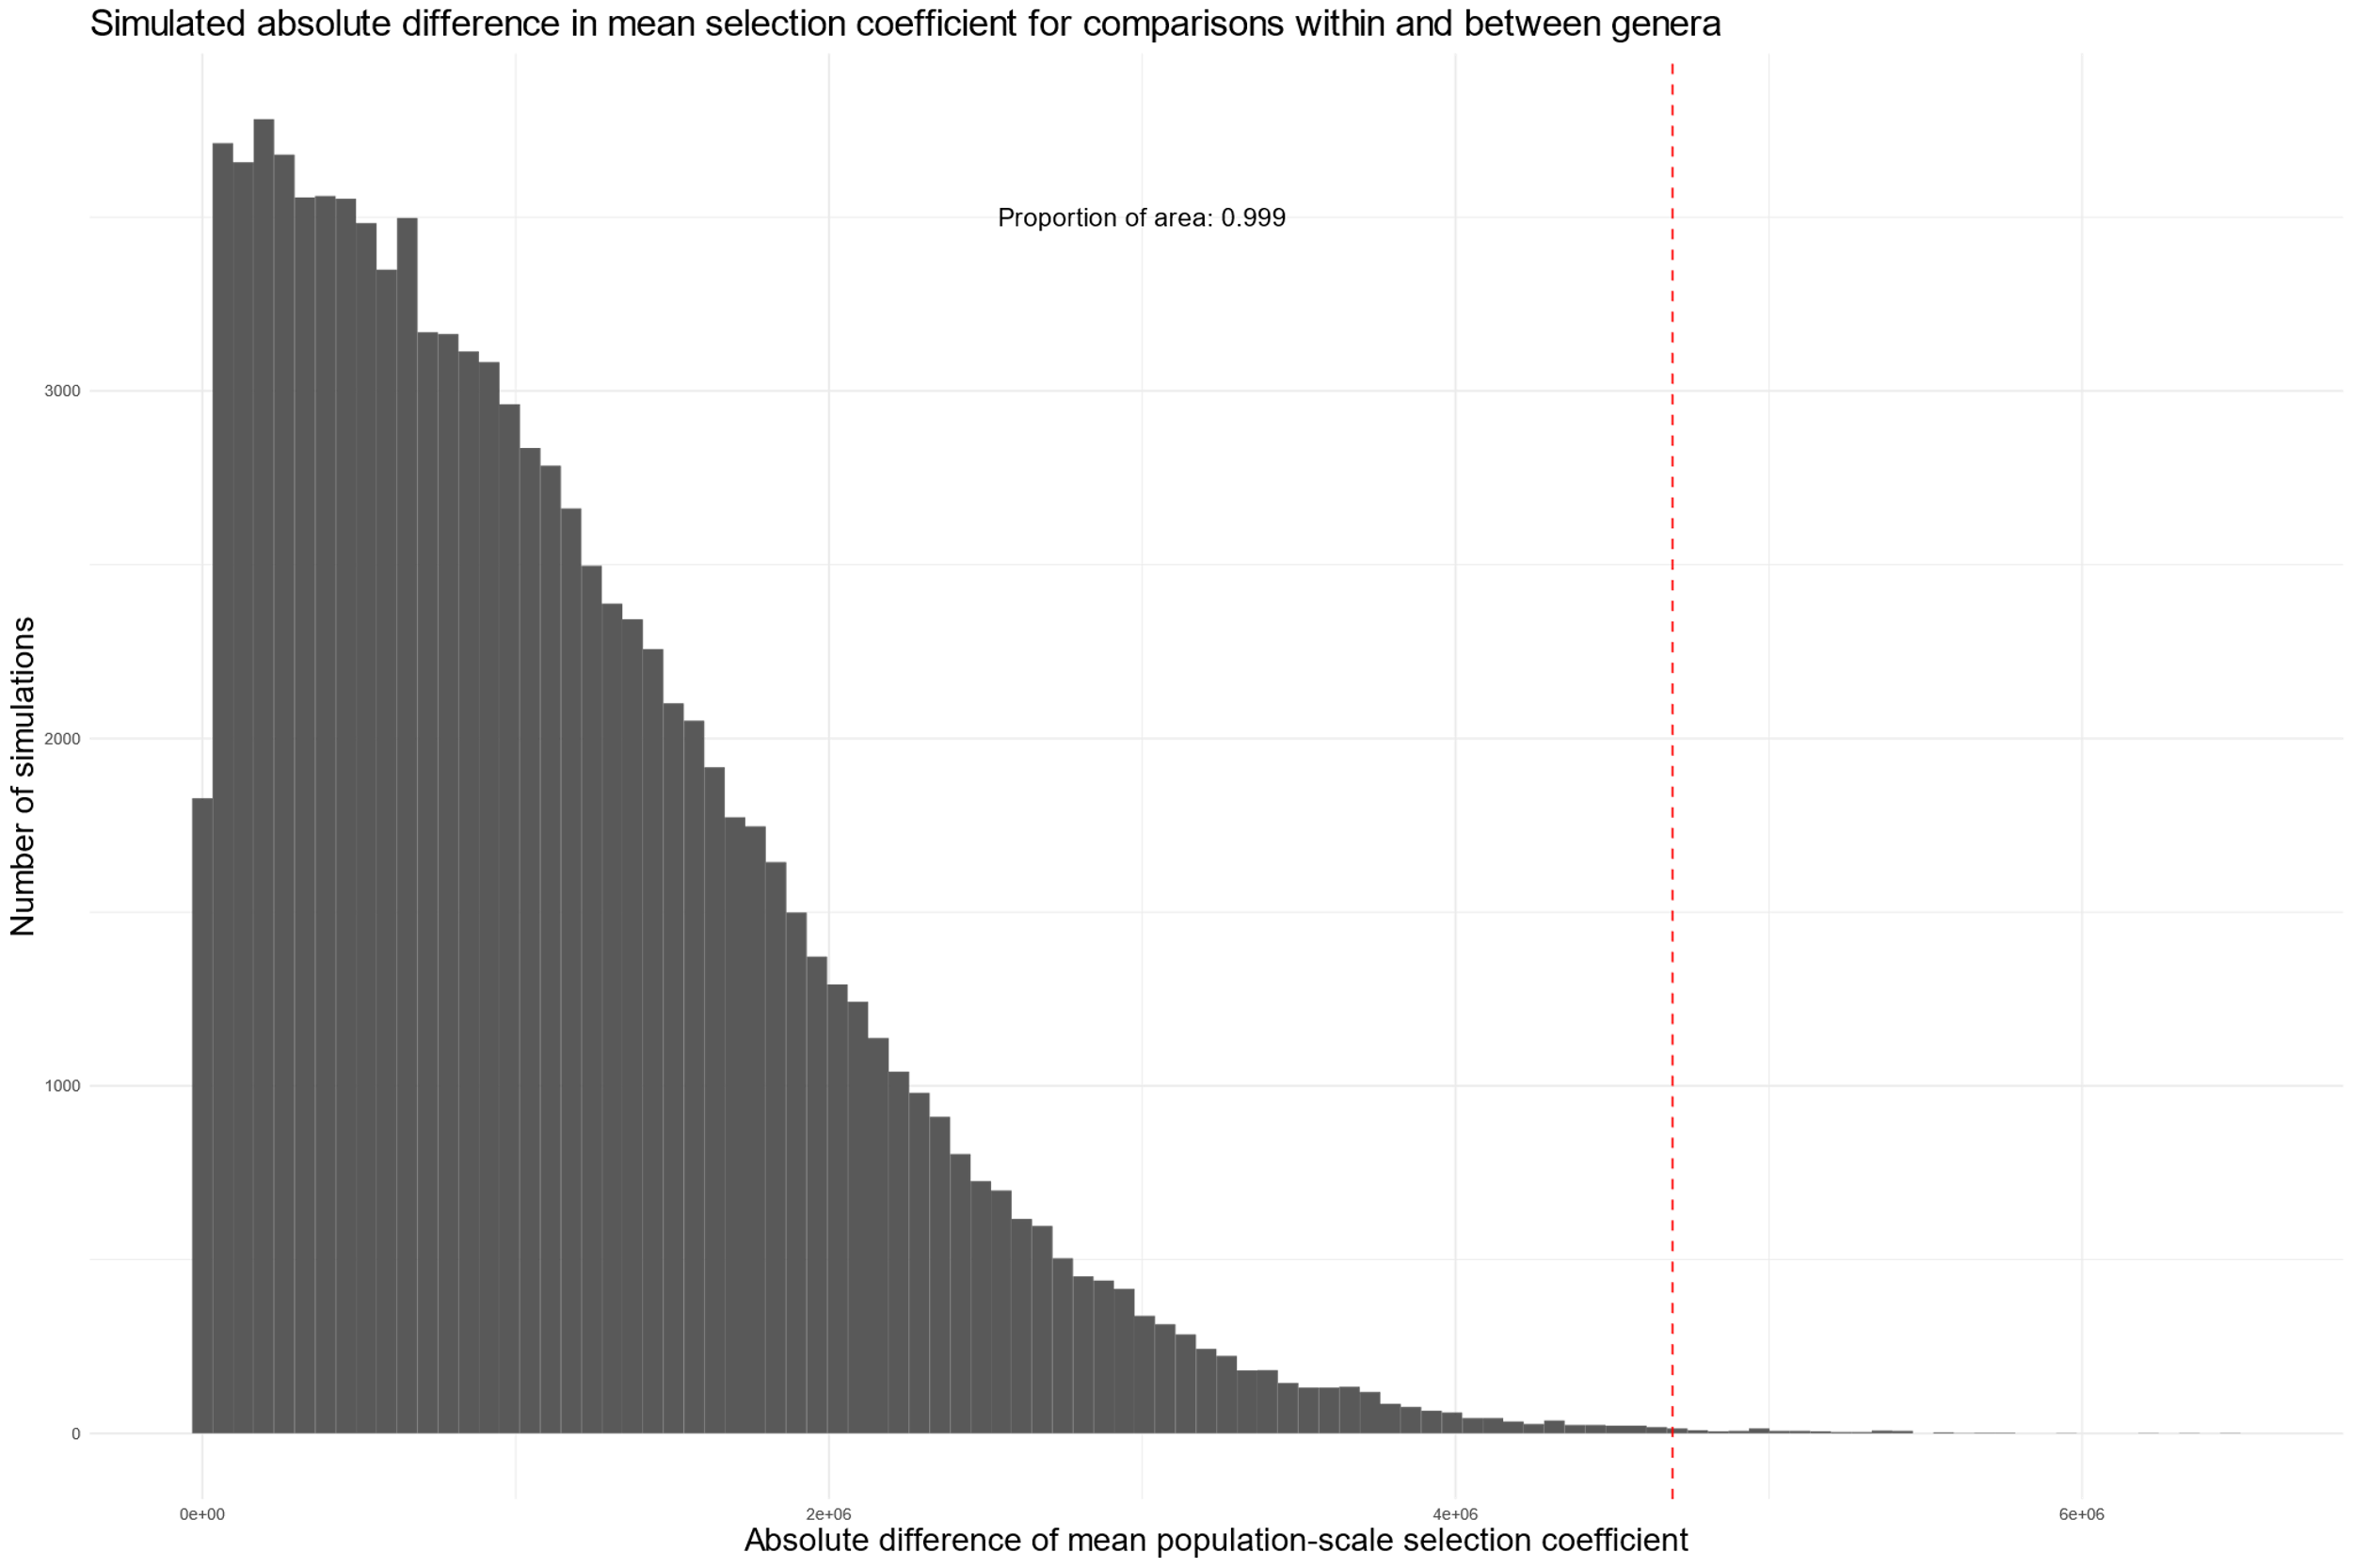 Simulated absolute difference in mean selection coefficient for comparisons within and between genera
Proportion of area: 0.999
Number of simulations
3000
2000
1000
0
0e+00
2e+06
4e+06
6e+06
Absolute difference of mean population-scale selection coefficient